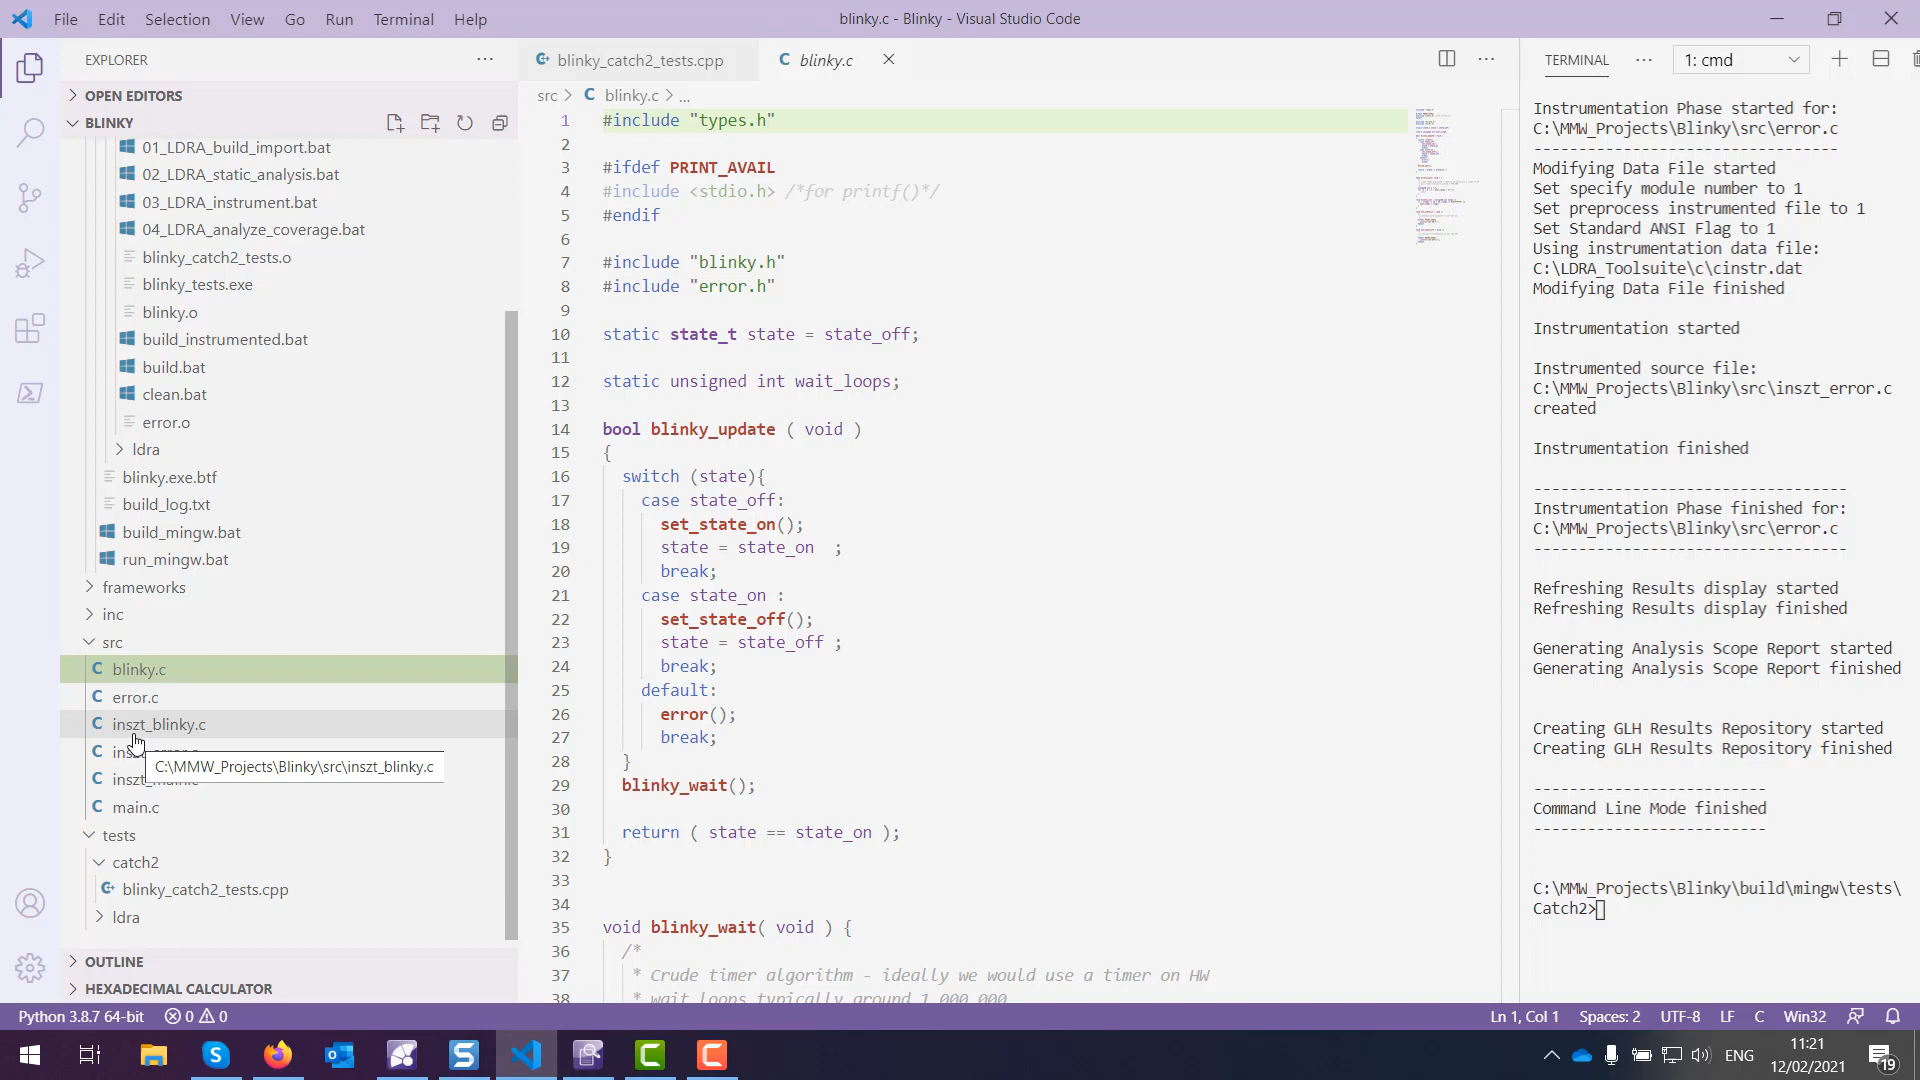 File Edit Selection View Go Run Terminal Help
blinky.c - Blinky - Visual Studio Code
EXPLORER
OPEN EDITORS
BLINKY
01_LDRA_build_import.bat
02_LDRA_static_analysis.bat
03_LDRA_instrument.bat
04_LDRA_analyze_coverage.bat
blinky_catch2_tests.o
blinky_tests.exe
blinky.o
build_instrumented.bat
build.bat
clean.bat
error.o
ldra
blinky.exe.btf
build_log.txt
build_mingw.bat
run_mingw.bat
frameworks
inc
src
blinky.c
error.c
inszt_blinky.c
C:\MMW_Projects\Blinky\src\inszt_blinky.c
main.c
tests
catch2
blinky_catch2_tests.cpp
ldra
OUTLINE
HEXADECIMAL CALCULATOR
blinky_catch2_tests.cpp
blinky.c
src > C blinky.c > ...
1 #include "types.h"
2
3 #ifdef PRINT_AVAIL
4 #include <stdio.h> /*for printf()*/
5 #endif
6
7 #include "blinky.h"
8 #include "error.h"
9
10 static state_t state = state_off;
11
12 static unsigned int wait_loops;
13
14 bool blinky_update ( void )
15 {
16 switch (state){
17 case state_off:
18 set_state_on();
19 state = state_on ;
20 break;
21 case state_on :
22 set_state_off();
23 state = state_off ;
24 break;
25 default:
26 error();
27 break;
28 }
29 blinky_wait();
30
31 return ( state == state_on );
32 }
33
34
35 void blinky_wait( void ) {
36 /*
37 * Crude timer algorithm - ideally we would use a timer on HW
38 * wait loops typically around 1 000 000
TERMINAL
1: cmd
Instrumentation Phase started for:
C:\MMW_Projects\Blinky\src\error.c
----------------------------------
Modifying Data File started
Set specify module number to 1
Set preprocess instrumented file to 1
Set Standard ANSI Flag to 1
Using instrumentation data file:
C:\LDRA_Toolsuite\c\cinstr.dat
Modifying Data File finished
Instrumentation started
Instrumented source file:
C:\MMW_Projects\Blinky\src\inszt_error.c
created
Instrumentation finished
-----------------------------------
Instrumentation Phase finished for:
C:\MMW_Projects\Blinky\src\error.c
-----------------------------------
Refreshing Results display started
Refreshing Results display finished
Generating Analysis Scope Report started
Generating Analysis Scope Report finished
Creating GLH Results Repository started
Creating GLH Results Repository finished
--------------------------
Command Line Mode finished
--------------------------
C:\MMW_Projects\Blinky\build\mingw\tests\
Catch2>
Python 3.8.7 64-bit 0 0
Ln 1, Col 1 Spaces: 2 UTF-8 LF C Win32
ENG
11:21
12/02/2021
19